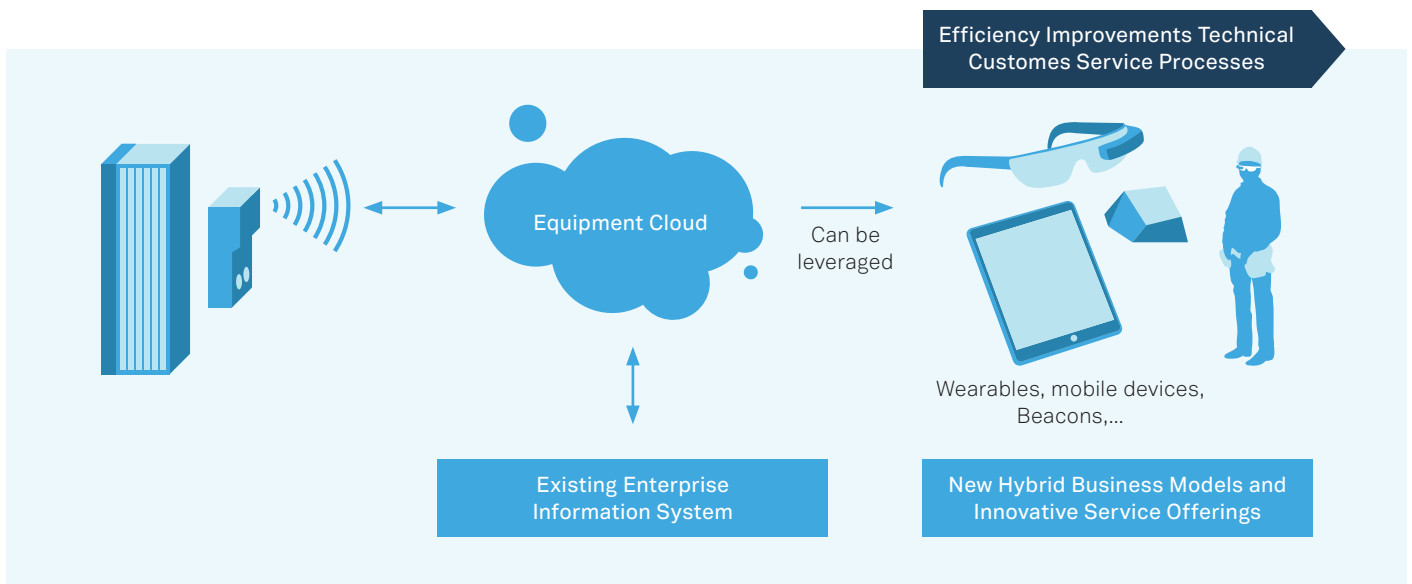 Efficiency Improvements Technical
Customes Service Processes
Equipment Cloud
Can be
leveraged
Wearables, mobile devices,
Beacons,...
Existing Enterprise
Information System
New Hybrid Business Models and
Innovative Service Offerings